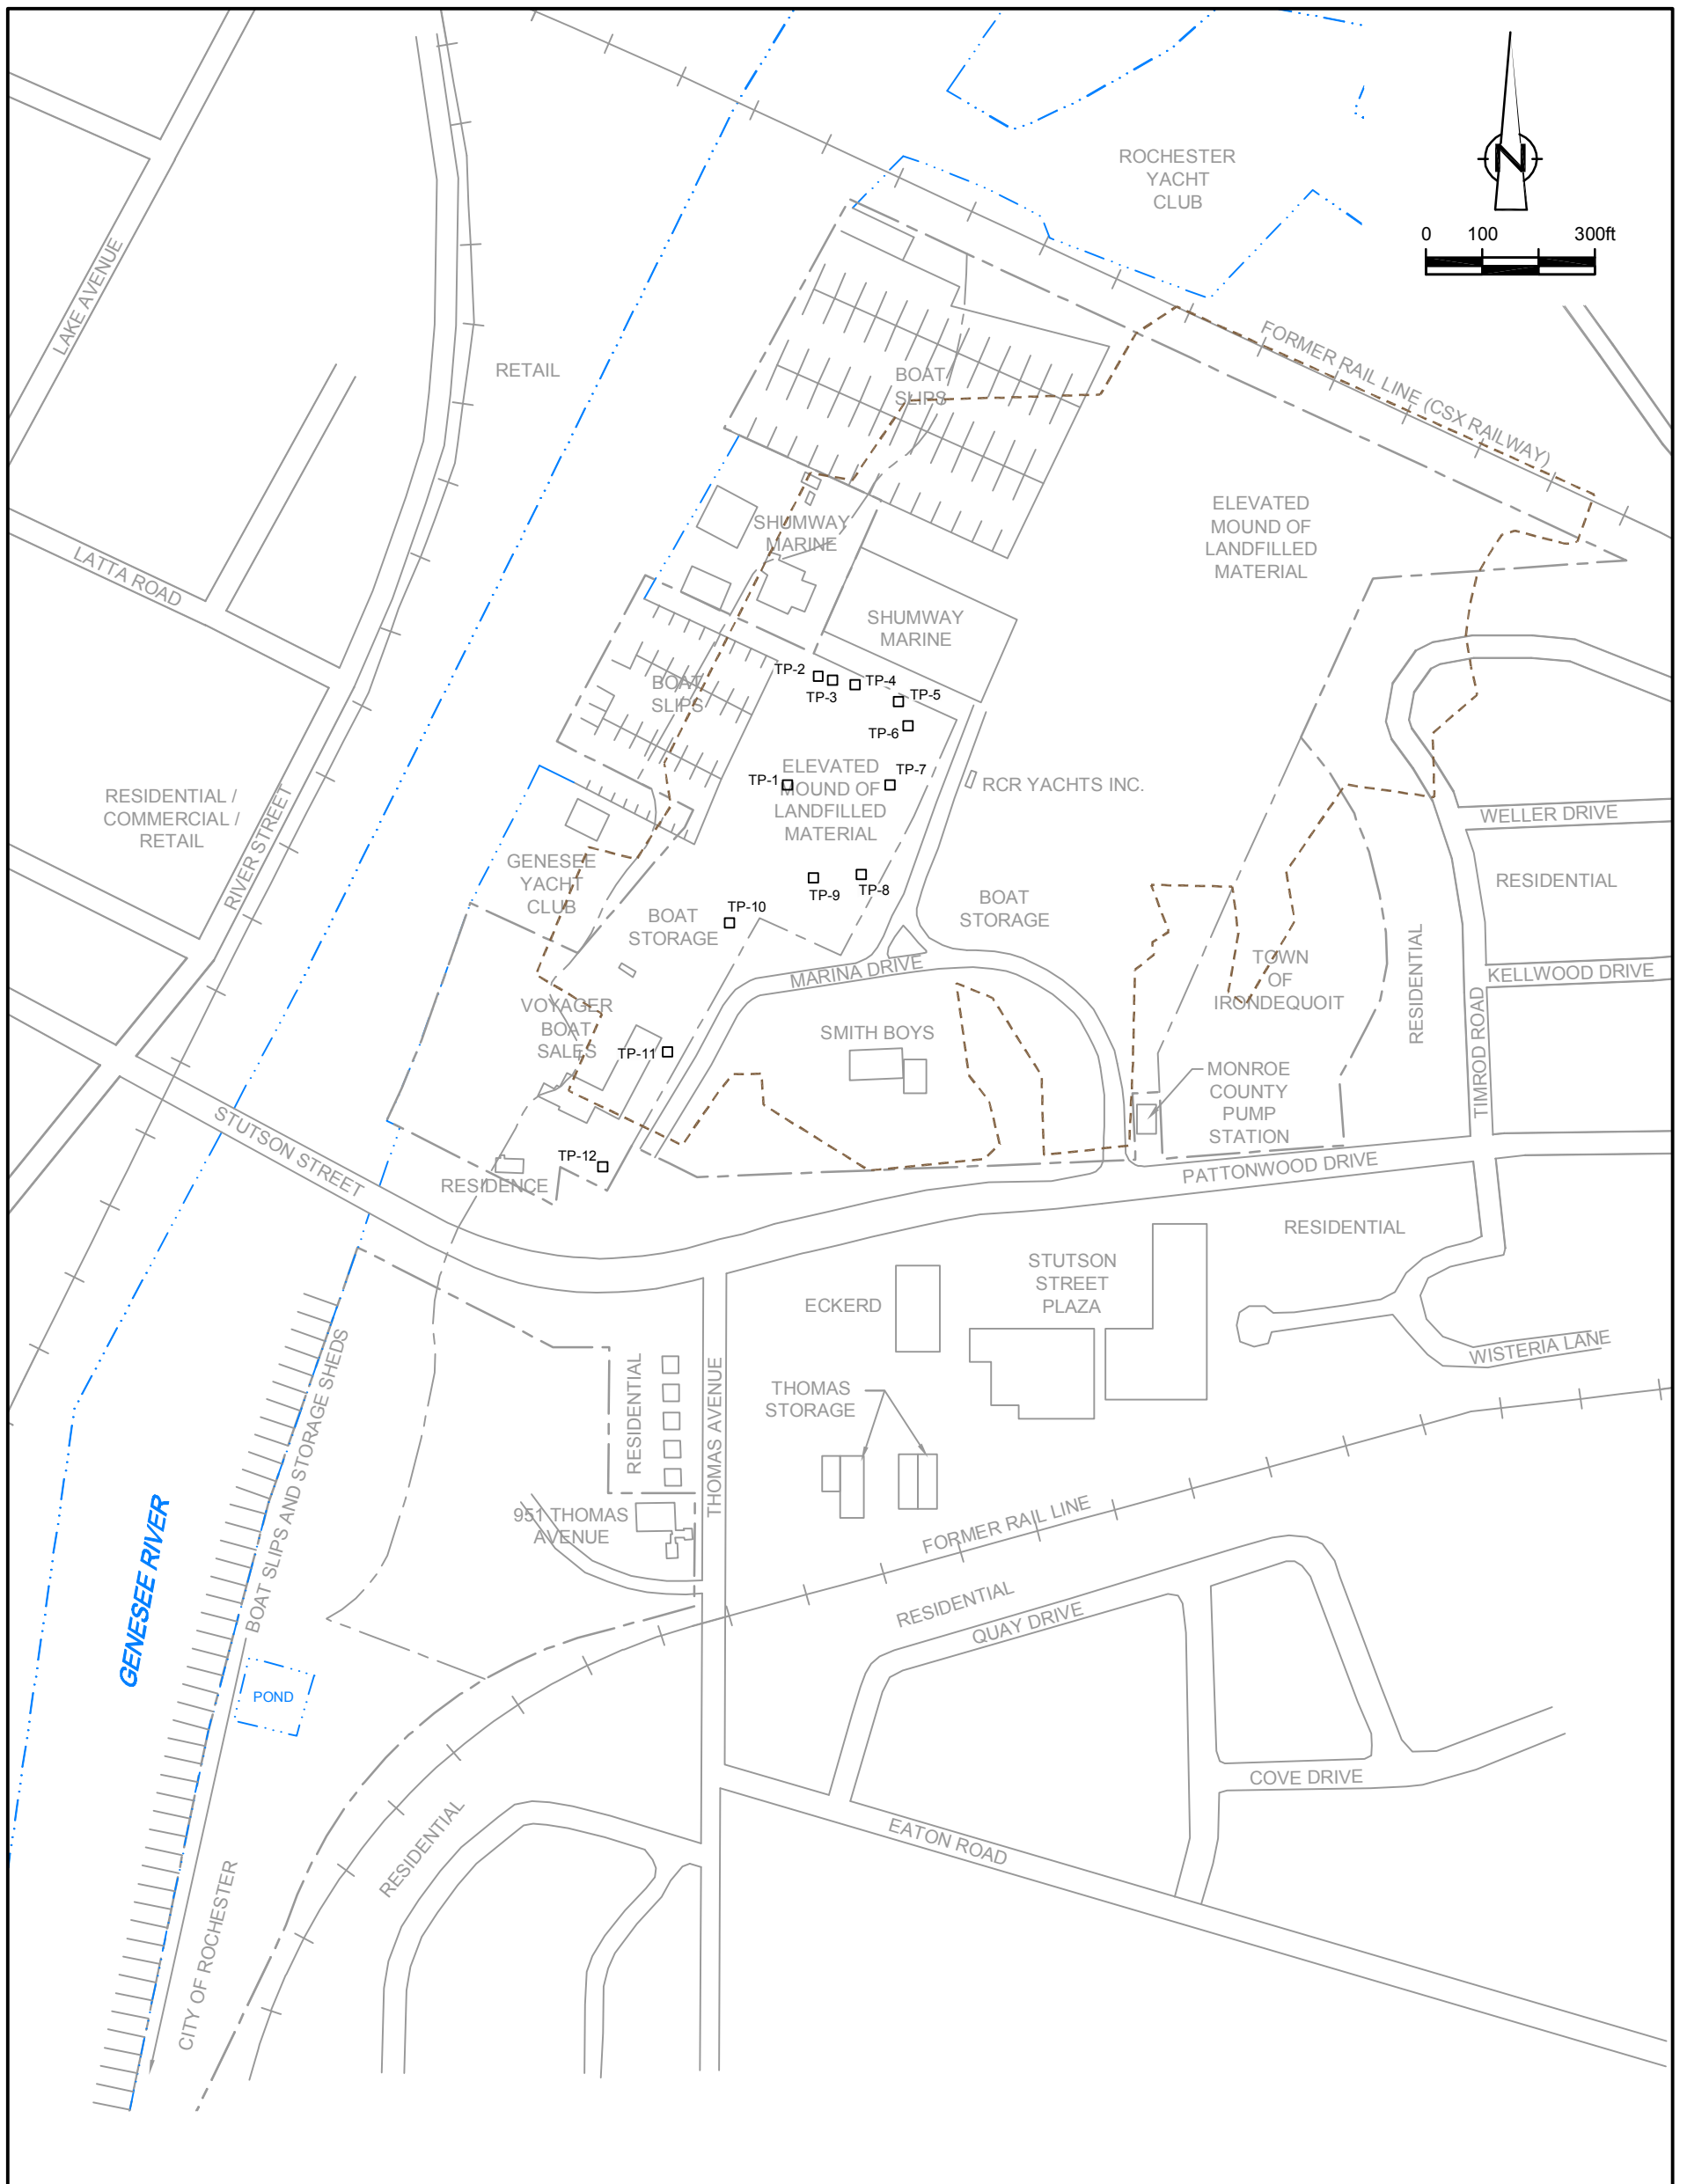 ROCHESTER
YACHT
CLUB
N
0 100 300ft
LAKE AVENUE
RETAIL
BOAT
SLIPS
FORMER RAIL LINE (CSX RAILWAY)
ELEVATED
MOUND OF
LANDFILLED
MATERIAL
SHUMWAY
MARINE
LATTA ROAD
SHUMWAY
MARINE
TP-2
TP-3
TP-4
TP-5
TP-6
BOAT
SLIPS
TP-1
TP-7
ELEVATED
MOUND OF
LANDFILLED
MATERIAL
RCR YACHTS INC.
RESIDENTIAL /
COMMERCIAL /
RETAIL
RIVER STREET
WELLER DRIVE
RESIDENTIAL
GENESEE
YACHT
CLUB
TP-9
TP-8
TP-10
BOAT
STORAGE
BOAT
STORAGE
MARINA DRIVE
TOWN
OF
IRONDEQUOIT
RESIDENTIAL
KELLWOOD DRIVE
TIMROD ROAD
VOYAGER
BOAT
SALES
TP-11
SMITH BOYS
MONROE
COUNTY
PUMP
STATION
STUTSON STREET
TP-12
RESIDENCE
PATTONWOOD DRIVE
RESIDENTIAL
STUTSON
STREET
PLAZA
ECKERD
WISTERIA LANE
BOAT SLIPS AND STORAGE SHEDS
RESIDENTIAL
THOMAS AVENUE
THOMAS
STORAGE
951 THOMAS
AVENUE
FORMER RAIL LINE
GENESEE RIVER
RESIDENTIAL
QUAY DRIVE
POND
COVE DRIVE
EATON ROAD
RESIDENTIAL
CITY OF ROCHESTER